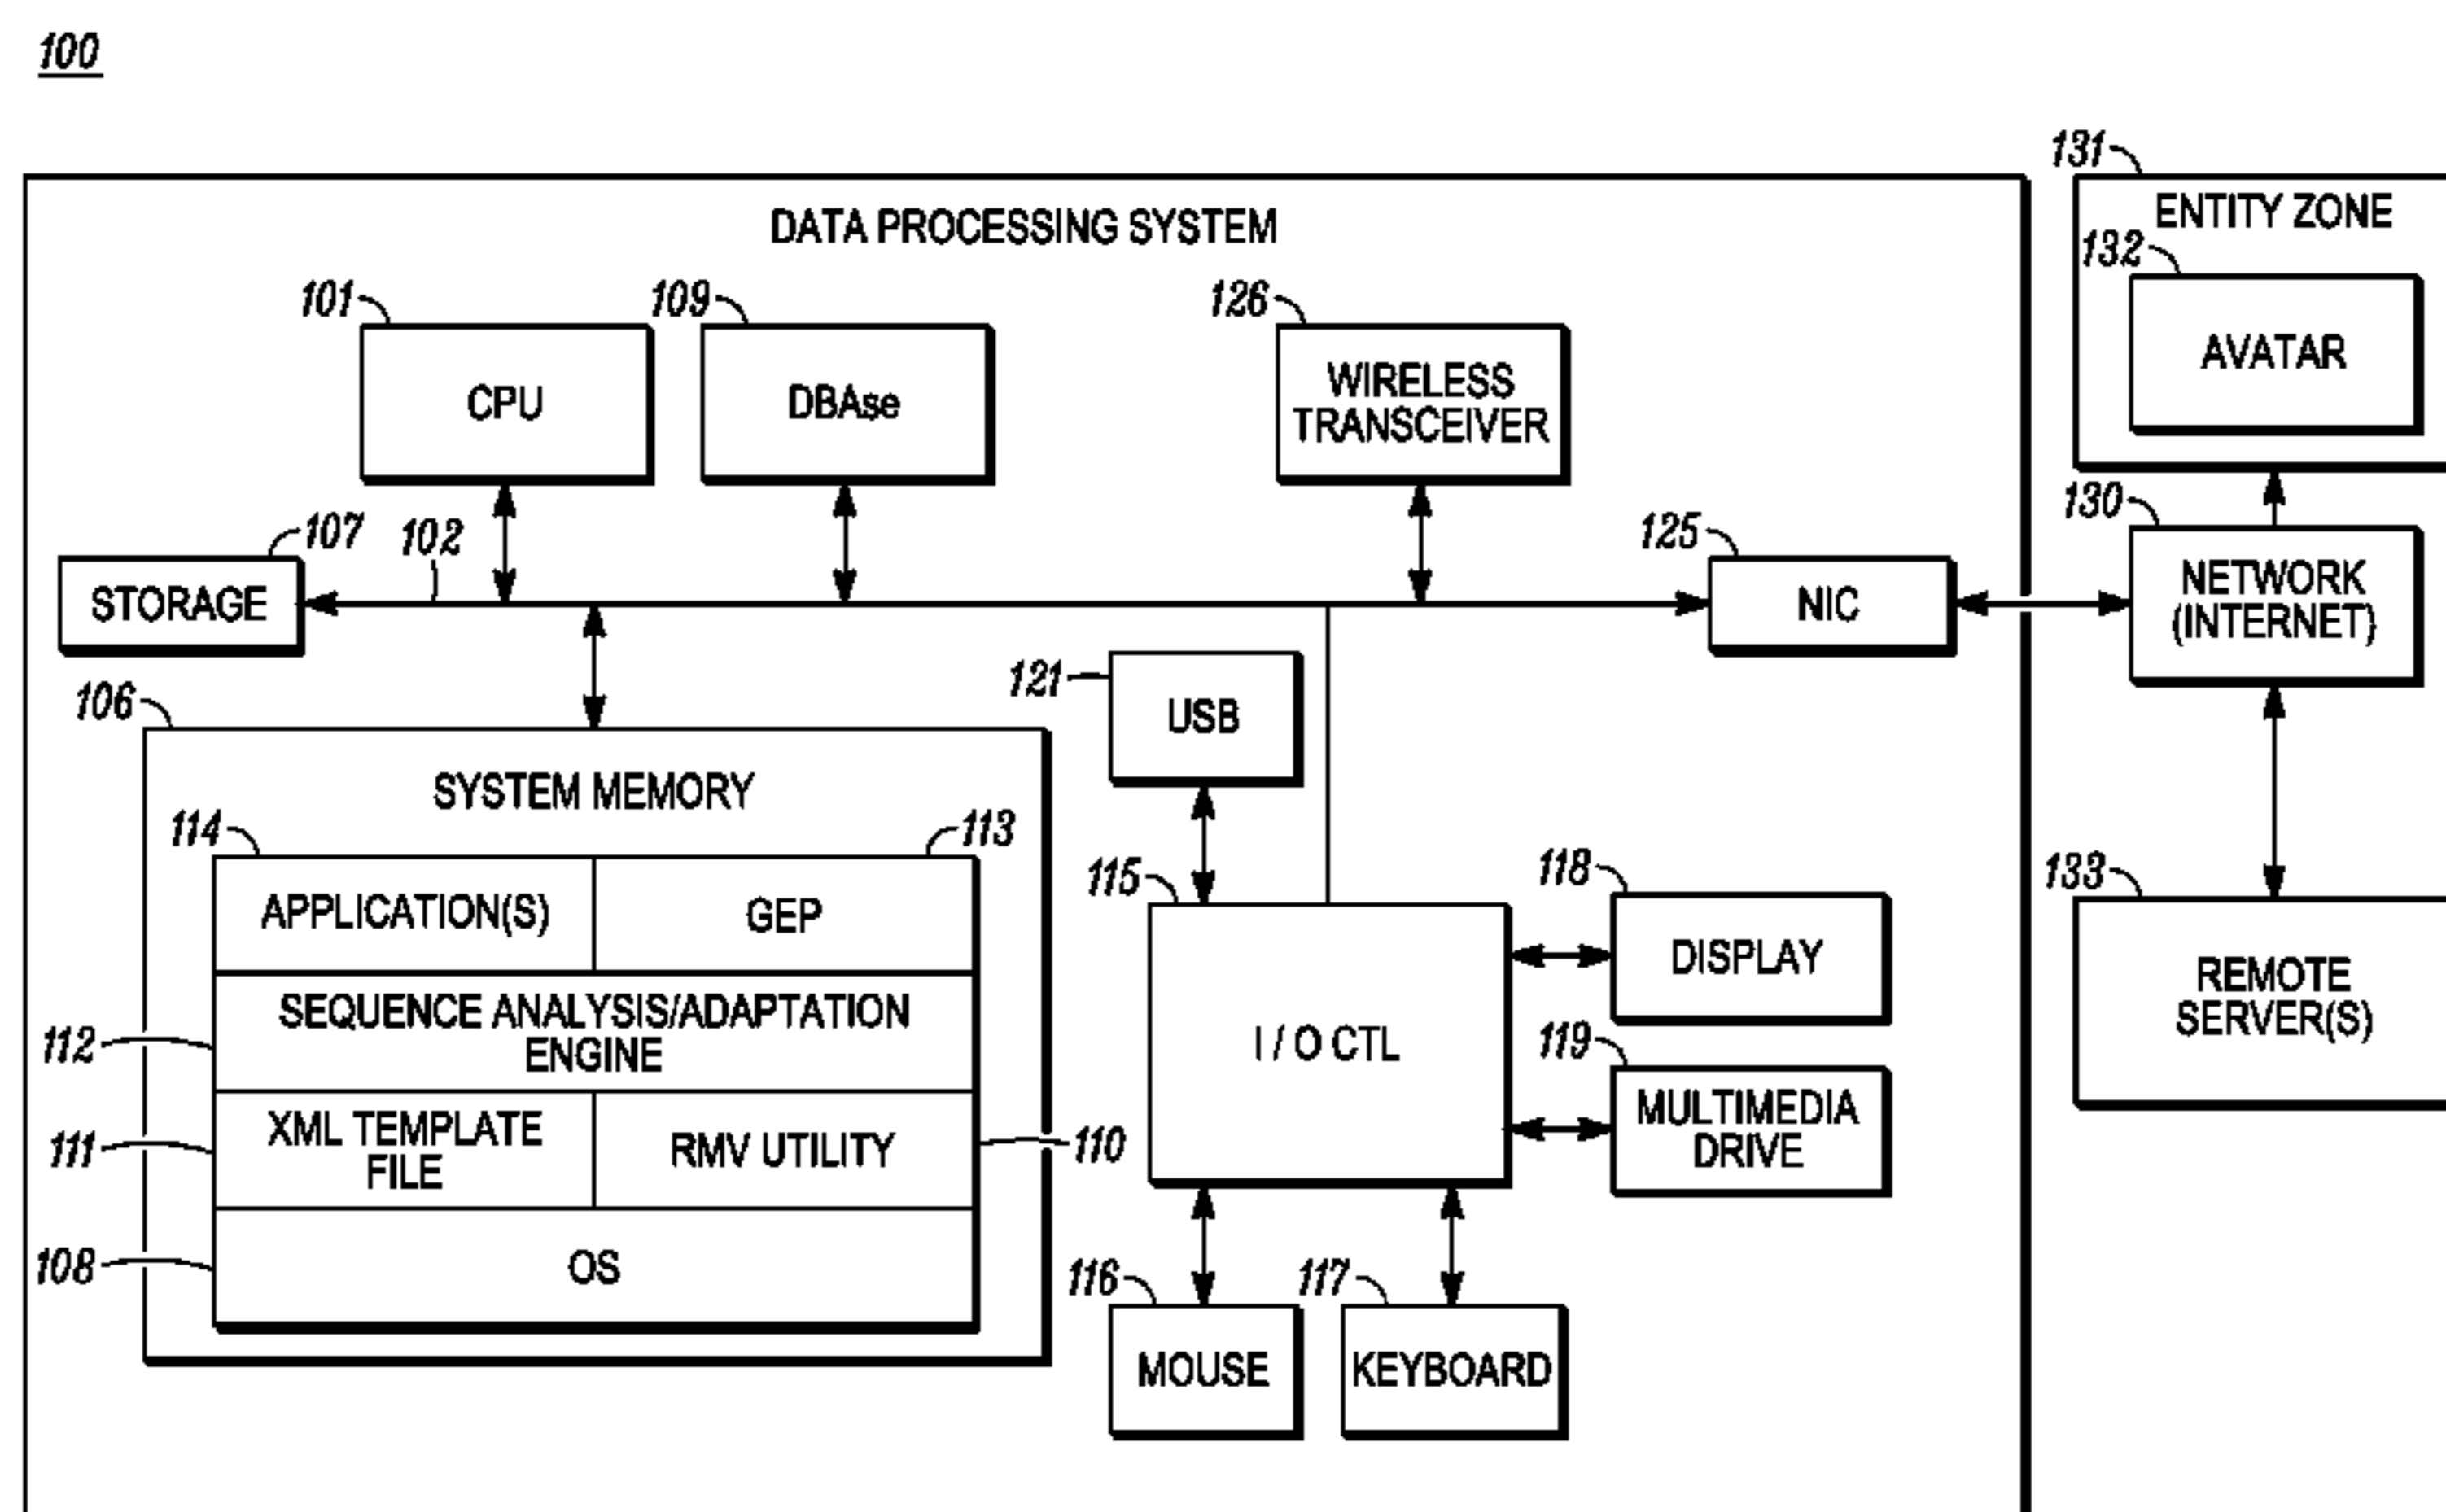 100
131
DATA PROCESSING SYSTEM
ENTITY ZONE
132
101
109
126
AVATAR
CPU
DBAse
WIRELESS
TRANSCEIVER
130
107
102
125
STORAGE
NIC
NETWORK
(INTERNET)
121
USB
106
SYSTEM MEMORY
114
113
115
118
133
APPLICATION(S)
GEP
DISPLAY
SEQUENCE ANALYSIS/ADAPTATION
ENGINE
112
I / O CTL
119
REMOTE
SERVER(S)
XML TEMPLATE
FILE
111
RMV UTILITY
110
MULTIMEDIA
DRIVE
108
OS
116
117
MOUSE
KEYBOARD